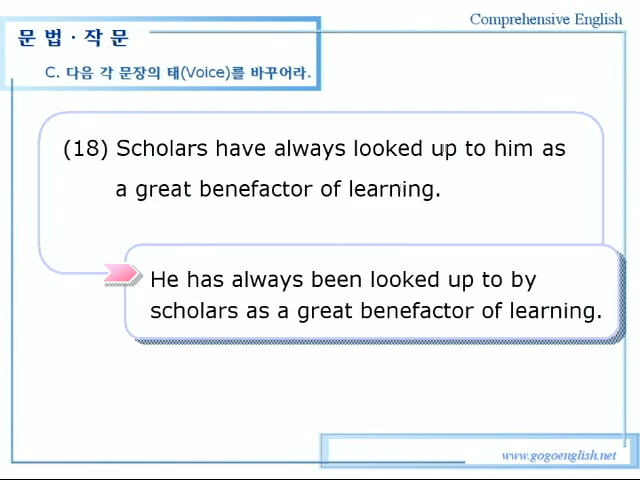 Comprehensive English
문 법 · 작 문
C. 다음 각 문장의 태(Voice)를 바꾸어라.
(18) Scholars have always looked up to him as
a great benefactor of learning.
He has always been looked up to by
scholars as a great benefactor of learning.
www.gogoenglish.net